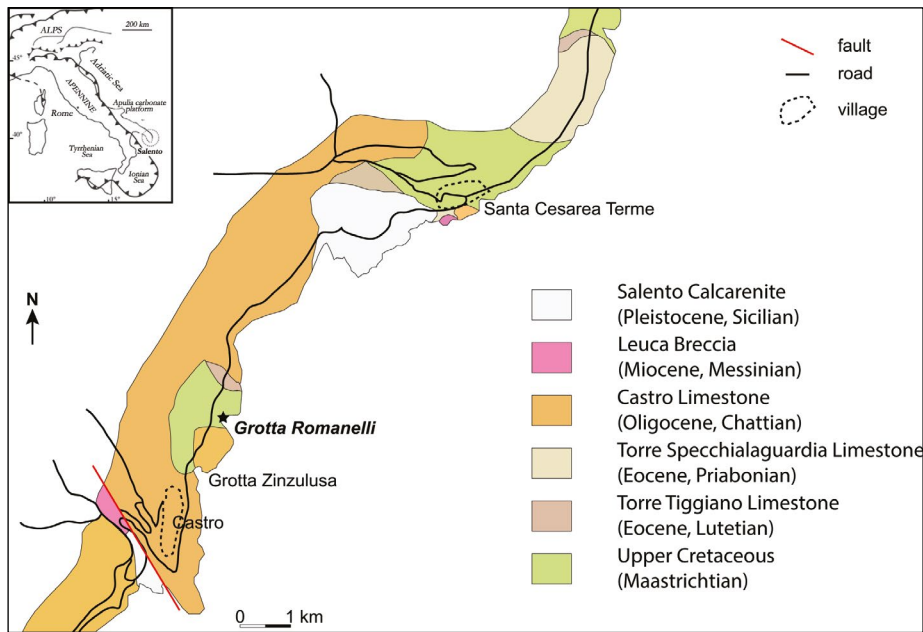 200 km
ALPS
45°
Adriatic Sea
APENNINE
Apulia carbonate
platform
Rome
40°
Salento
Tyrrhenian
Sea
Ionian
Sea
10°
15°
fault
road
village
Santa Cesarea Terme
N
Salento Calcarenite
(Pleistocene, Sicilian)
Leuca Breccia
(Miocene, Messinian)
Castro Limestone
(Oligocene, Chattian)
Grotta Romanelli
Torre Specchialaguardia Limestone
(Eocene, Priabonian)
Grotta Zinzulusa
Torre Tiggiano Limestone
(Eocene, Lutetian)
Castro
Upper Cretaceous
(Maastrichtian)
0 1 km